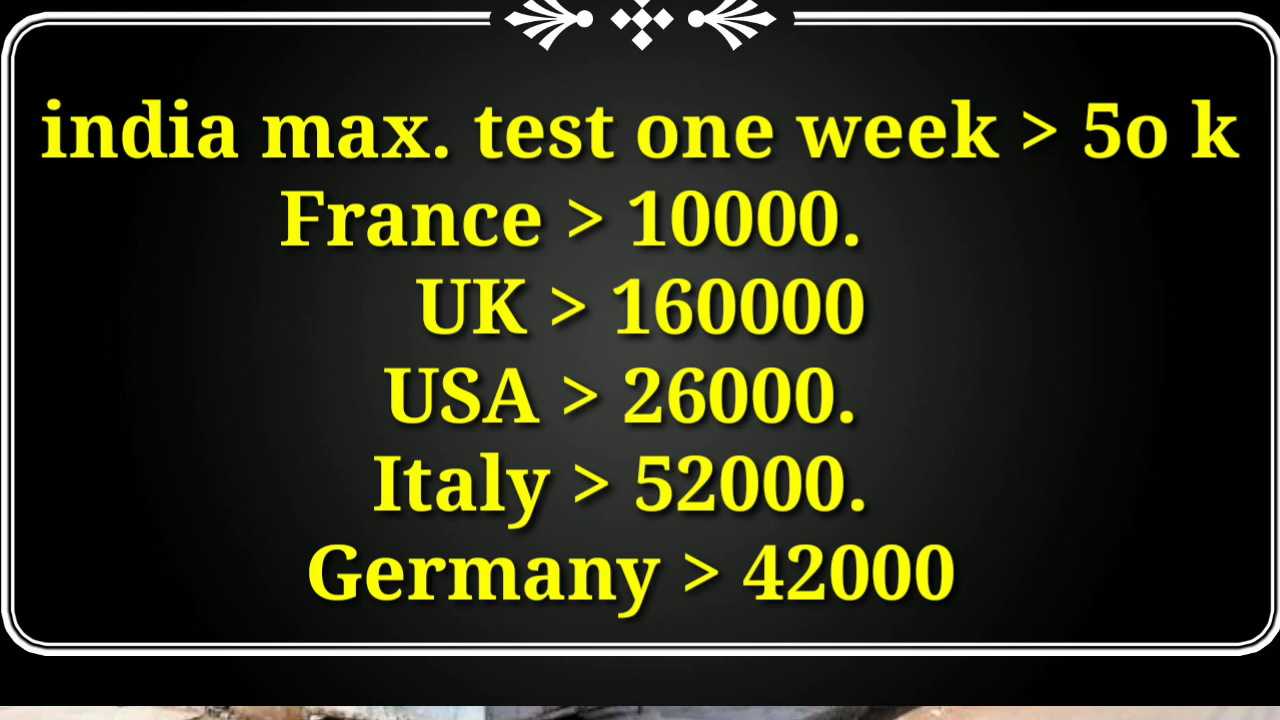 india max. test one week > 5o k
France > 10000.
UK > 160000
USA > 26000.
Italy > 52000.
Germany > 42000